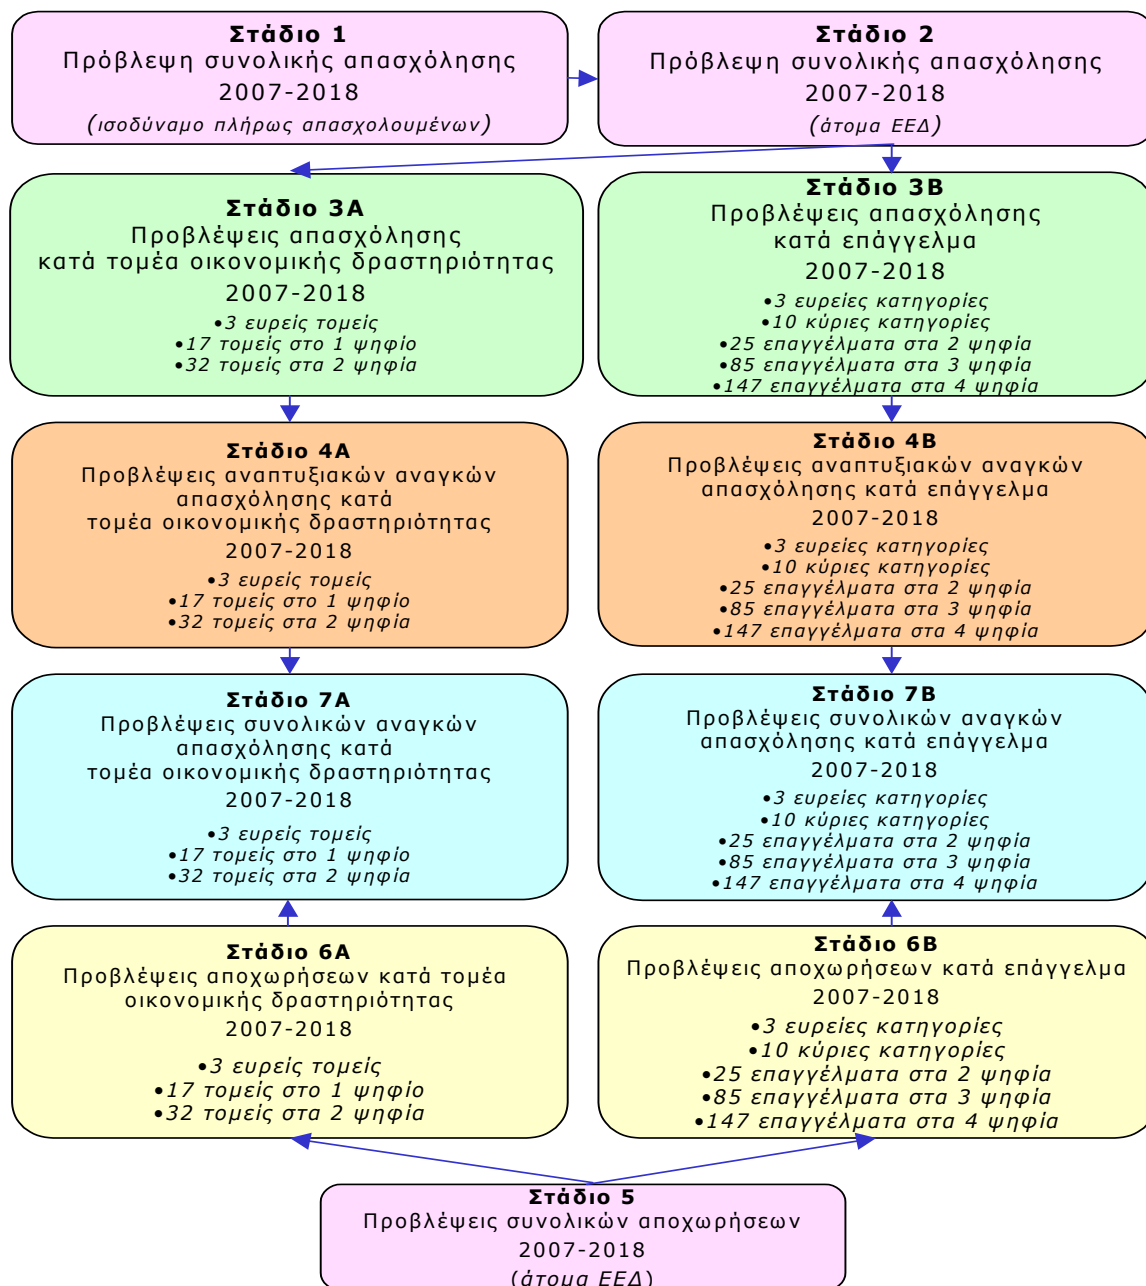 Στάδιο 1
Πρόβλεψη συνολικής απασχόλησης
2007-2018
(ισοδύναμο πλήρως απασχολουμένων)
Στάδιο 2
Πρόβλεψη συνολικής απασχόλησης
2007-2018
(άτομα ΕΕΔ)
Στάδιο 3Α
Προβλέψεις απασχόλησης
κατά τομέα οικονομικής δραστηριότητας
2007-2018
•3 ευρείς τομείς
•17 τομείς στο 1 ψηφίο
•32 τομείς στα 2 ψηφία
Στάδιο 3Β
Προβλέψεις απασχόλησης
κατά επάγγελμα
2007-2018
•3 ευρείες κατηγορίες
•10 κύριες κατηγορίες
•25 επαγγέλματα στα 2 ψηφία
•85 επαγγέλματα στα 3 ψηφία
•147 επαγγέλματα στα 4 ψηφία
Στάδιο 4Α
Προβλέψεις αναπτυξιακών αναγκών
απασχόλησης κατά
τομέα οικονομικής δραστηριότητας
2007-2018
•3 ευρείς τομείς
•17 τομείς στο 1 ψηφίο
•32 τομείς στα 2 ψηφία
Στάδιο 4Β
Προβλέψεις αναπτυξιακών αναγκών
απασχόλησης κατά επάγγελμα
2007-2018
•3 ευρείες κατηγορίες
•10 κύριες κατηγορίες
•25 επαγγέλματα στα 2 ψηφία
•85 επαγγέλματα στα 3 ψηφία
•147 επαγγέλματα στα 4 ψηφία
Στάδιο 7Α
Προβλέψεις συνολικών αναγκών
απασχόλησης κατά
τομέα οικονομικής δραστηριότητας
2007-2018
•3 ευρείς τομείς
•17 τομείς στο 1 ψηφίο
•32 τομείς στα 2 ψηφία
Στάδιο 7Β
Προβλέψεις συνολικών αναγκών
απασχόλησης κατά επάγγελμα
2007-2018
•3 ευρείες κατηγορίες
•10 κύριες κατηγορίες
•25 επαγγέλματα στα 2 ψηφία
•85 επαγγέλματα στα 3 ψηφία
•147 επαγγέλματα στα 4 ψηφία
Στάδιο 6Α
Προβλέψεις αποχωρήσεων κατά τομέα
οικονομικής δραστηριότητας
2007-2018
•3 ευρείς τομείς
•17 τομείς στο 1 ψηφίο
•32 τομείς στα 2 ψηφία
Στάδιο 6Β
Προβλέψεις αποχωρήσεων κατά επάγγελμα
2007-2018
•3 ευρείες κατηγορίες
•10 κύριες κατηγορίες
•25 επαγγέλματα στα 2 ψηφία
•85 επαγγέλματα στα 3 ψηφία
•147 επαγγέλματα στα 4 ψηφία
Στάδιο 5
Προβλέψεις συνολικών αποχωρήσεων
2007-2018
(άτομα ΕΕΔ)